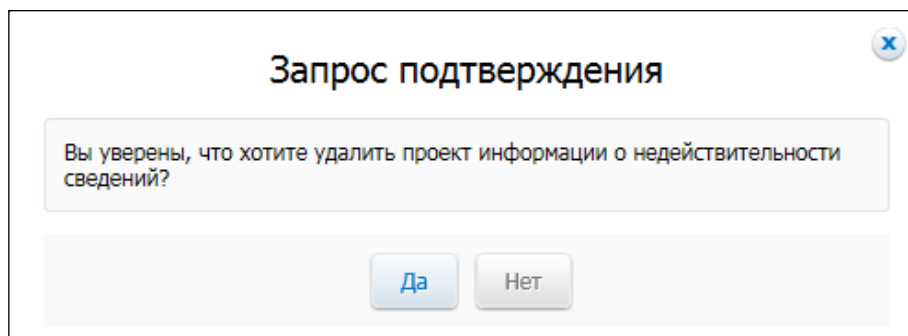 x
Запрос подтверждения
Вы уверены, что хотите удалить проект информации о недействительности
сведений?
Да
Нет